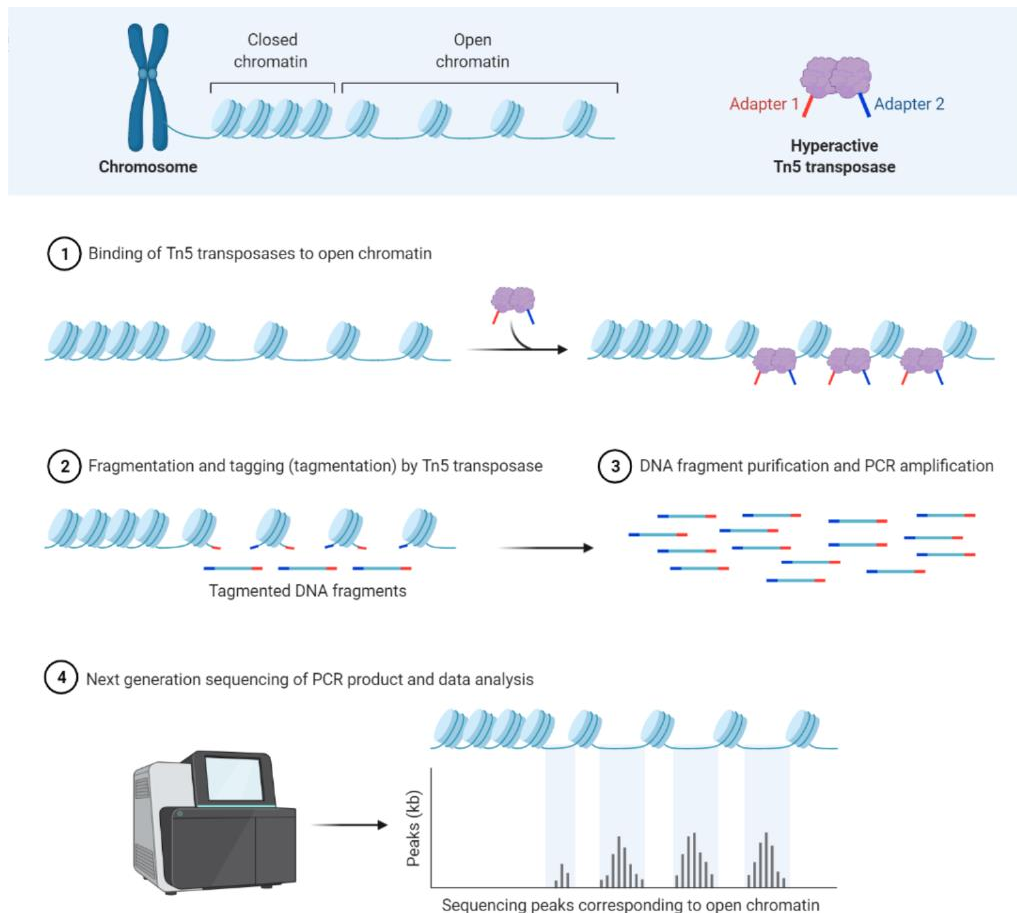 Closed
chromatin
Open
chromatin
Adapter 1
Adapter 2
Chromosome
Hyperactive
Tn5 transposase
1 Binding of Tn5 transposases to open chromatin
2 Fragmentation and tagging (tagmentation) by Tn5 transposase
3 DNA fragment purification and PCR amplification
Tagmented DNA fragments
4 Next generation sequencing of PCR product and data analysis
Peaks (kb)
Sequencing peaks corresponding to open chromatin